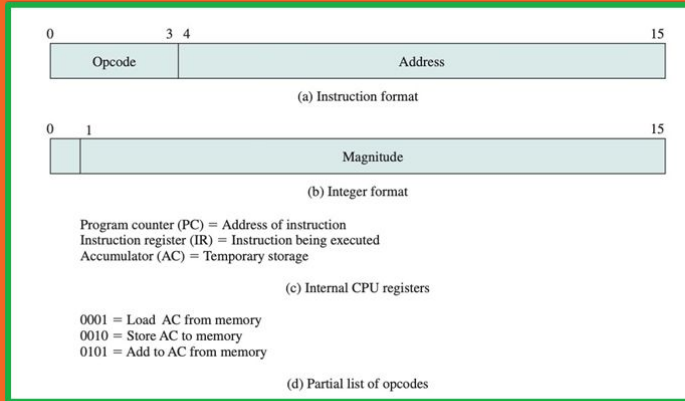 0 3 4 15
Opcode Address
(a) Instruction format
0 1 15
Magnitude
(b) Integer format
Program counter (PC) = Address of instruction
Instruction register (IR) = Instruction being executed
Accumulator (AC) = Temporary storage
(c) Internal CPU registers
0001 = Load AC from memory
0010 = Store AC to memory
0101 = Add to AC from memory
(d) Partial list of opcodes